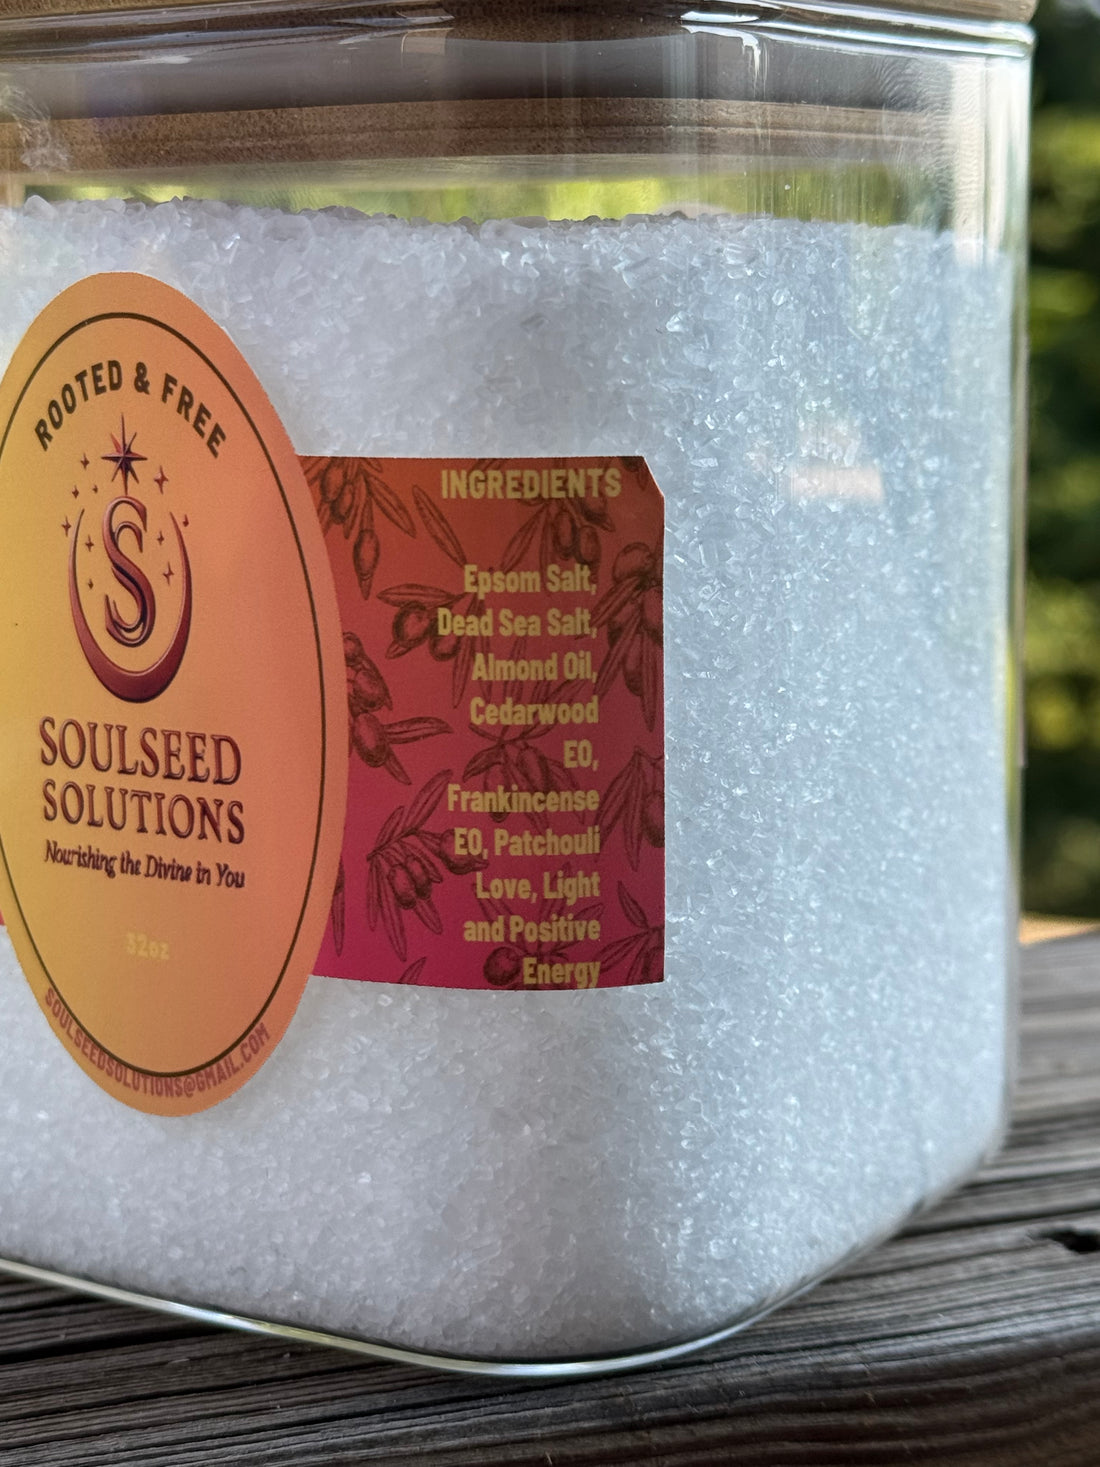 ROOTED & FREE
S
SOULSEED
SOLUTIONS
Nourishing the Divine in You
32oz
SOULSEEDSOLUTIONS@GMAIL.COM
INGREDIENTS
Epsom Salt,
Dead Sea Salt,
Almond Oil,
Cedarwood
EO,
Frankincense
EO, Patchouli
Love, Light
and Positive
Energy